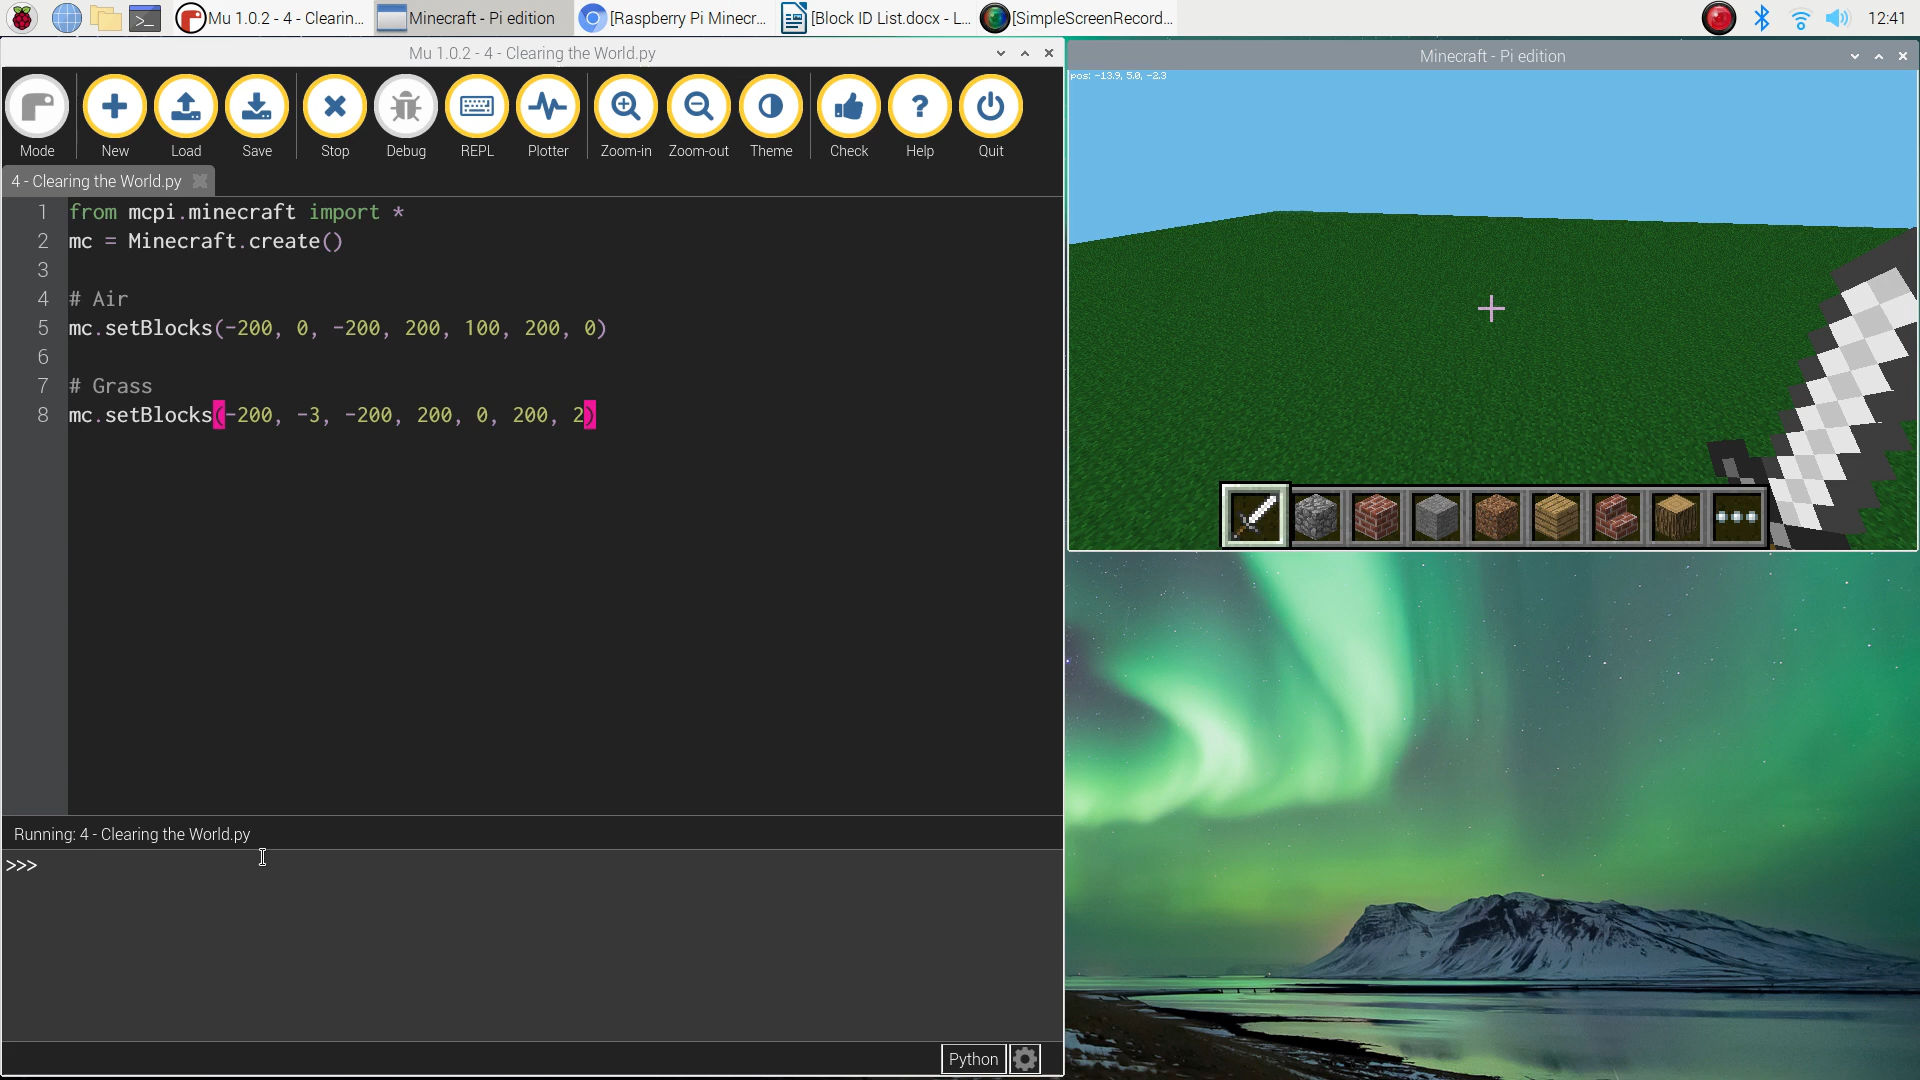 Mu 1.0.2 - 4 - Clearin...
Minecraft - Pi edition
[Raspberry Pi Minecr...
[Block ID List.docx - L...
[SimpleScreenRecord...
12:41
Mu 1.0.2 - 4 - Clearing the World.py
Mode
New
Load
Save
Stop
Debug
REPL
Plotter
Zoom-in
Zoom-out
Theme
Check
Help
Quit
4 - Clearing the World.py
1 from mcpi.minecraft import *
2 mc = Minecraft.create()
3
4 # Air
5 mc.setBlocks(-200, 0, -200, 200, 100, 200, 0)
6
7 # Grass
8 mc.setBlocks(-200, -3, -200, 200, 0, 200, 2)
Running: 4 - Clearing the World.py
>>>
Python
Minecraft - Pi edition
pos: -13.9, 5.0, -2.3